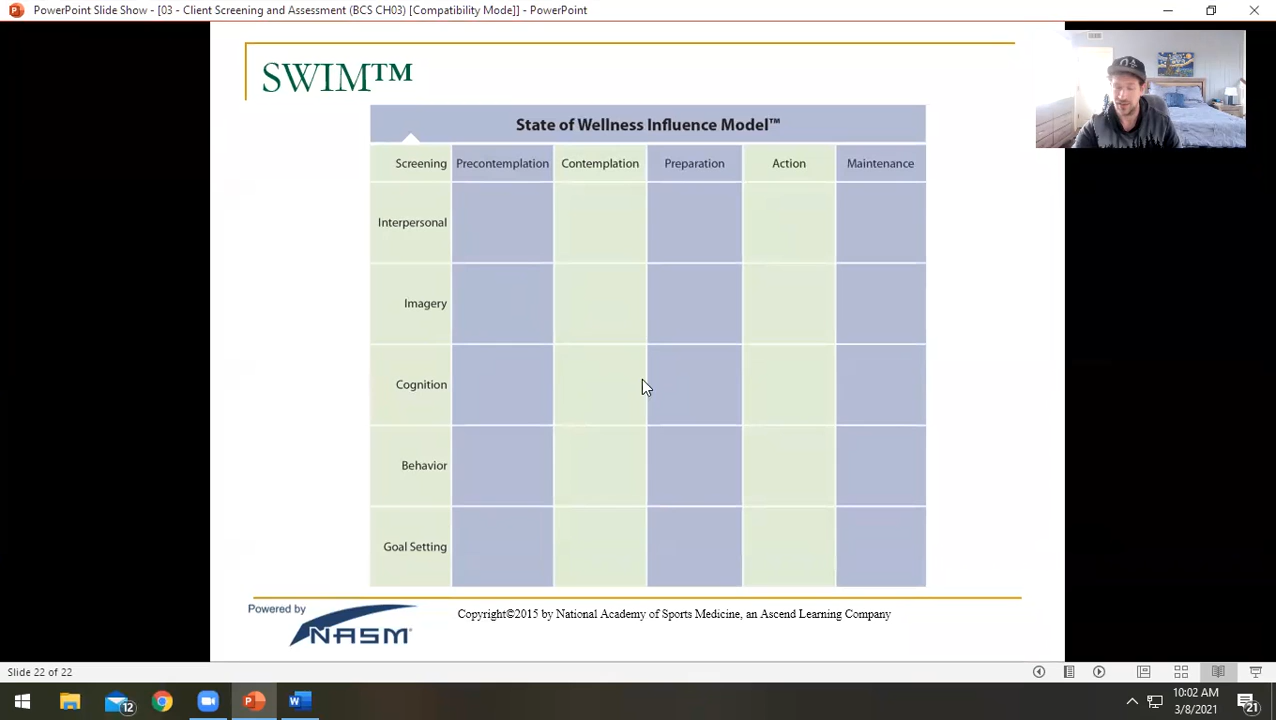 PowerPoint Slide Show - [03 - Client Screening and Assessment (BCS CH03) [Compatibility Mode]] - PowerPoint
SWIM™
State of Wellness Influence Model™
Screening Precontemplation Contemplation Preparation Action Maintenance
Interpersonal
Imagery
Cognition
Behavior
Goal Setting
Powered by
NASM
Copyright©2015 by National Academy of Sports Medicine, an Ascend Learning Company
Slide 22 of 22
12
10:02 AM
3/8/2021
21